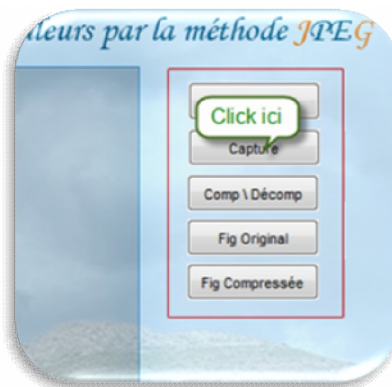 leurs par la méthode JPEG
Click ici
Capture
Comp \ Décomp
Fig Original
Fig Compressée